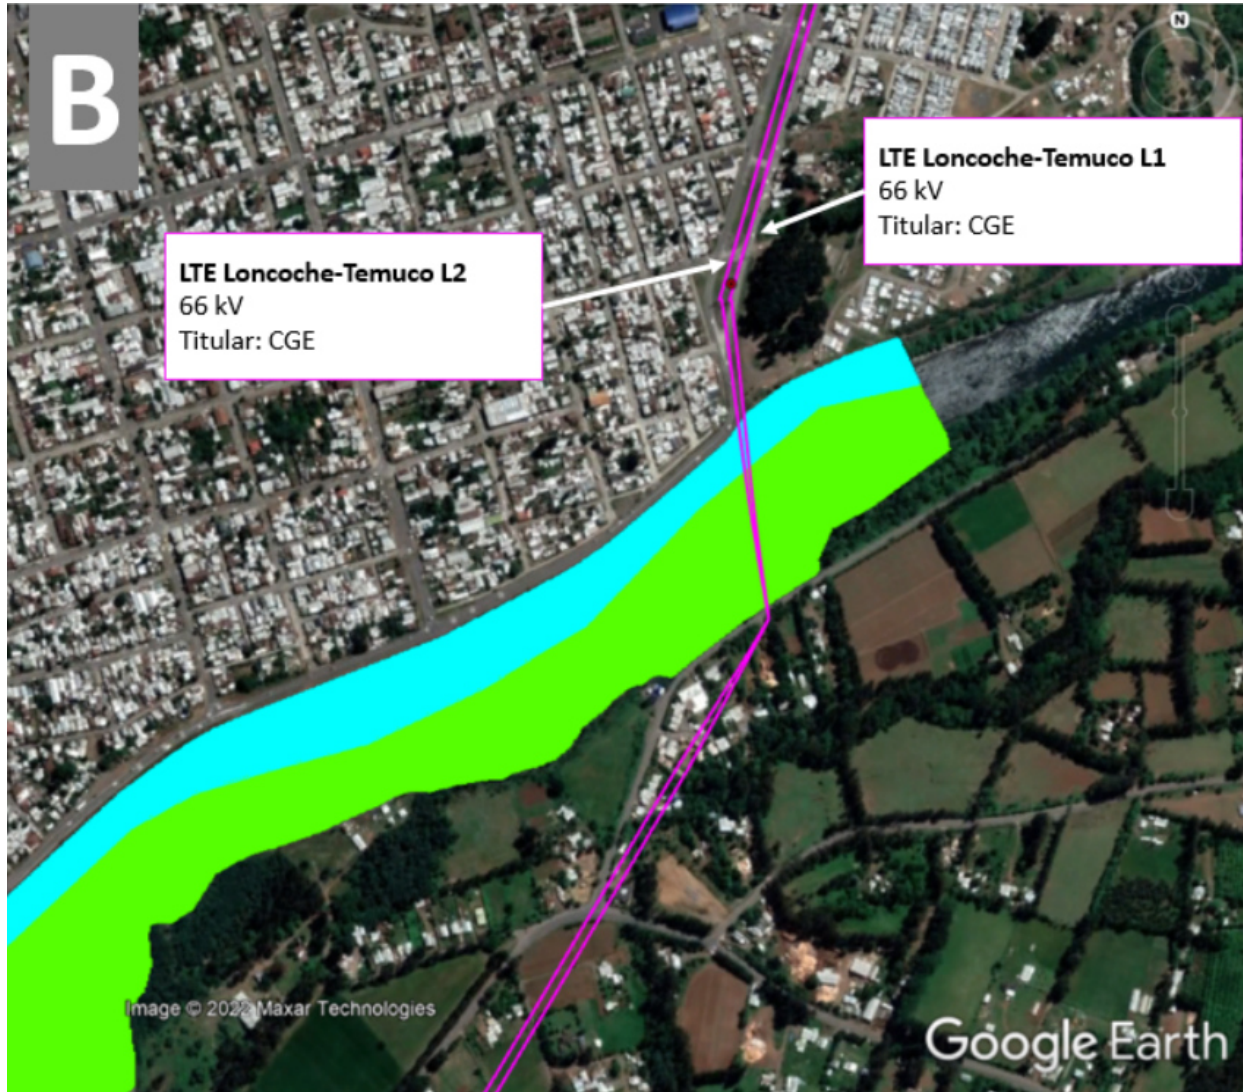 B
N
LTE Loncoche-Temuco L1
66 kV
Titular: CGE
LTE Loncoche-Temuco L2
66 kV
Titular: CGE
Image © 2022 Maxar Technologies
Google Earth